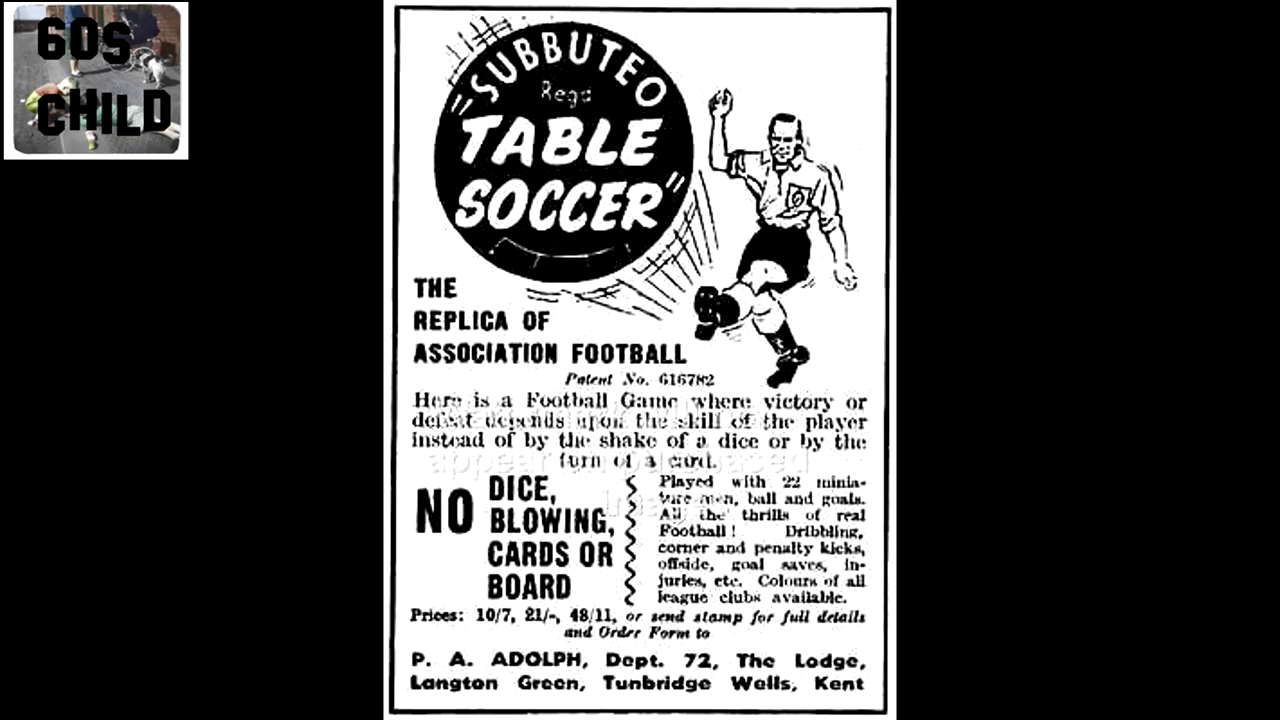 60S
CHILD
"SUBBUTEO
Regd
TABLE
SOCCER"
THE
REPLICA OF
ASSOCIATION FOOTBALL
Patent No. 616782
Here is a Football Game where victory or
defeat depends upon the skill of the player
instead of by the shake of a dice or by the
turn of a card.
NO
DICE,
BLOWING,
CARDS OR
BOARD
Played with 22 minia-
ture men, ball and goals.
All the thrills of real
Football! Dribbling,
corner and penalty kicks,
offside, goal saves, in-
juries, etc. Colours of all
league clubs available.
Prices: 10/7, 21/-, 48/11, or send stamp for full details
and Order Form to
P. A. ADOLPH, Dept. 72, The Lodge,
Langton Green, Tunbridge Wells, Kent